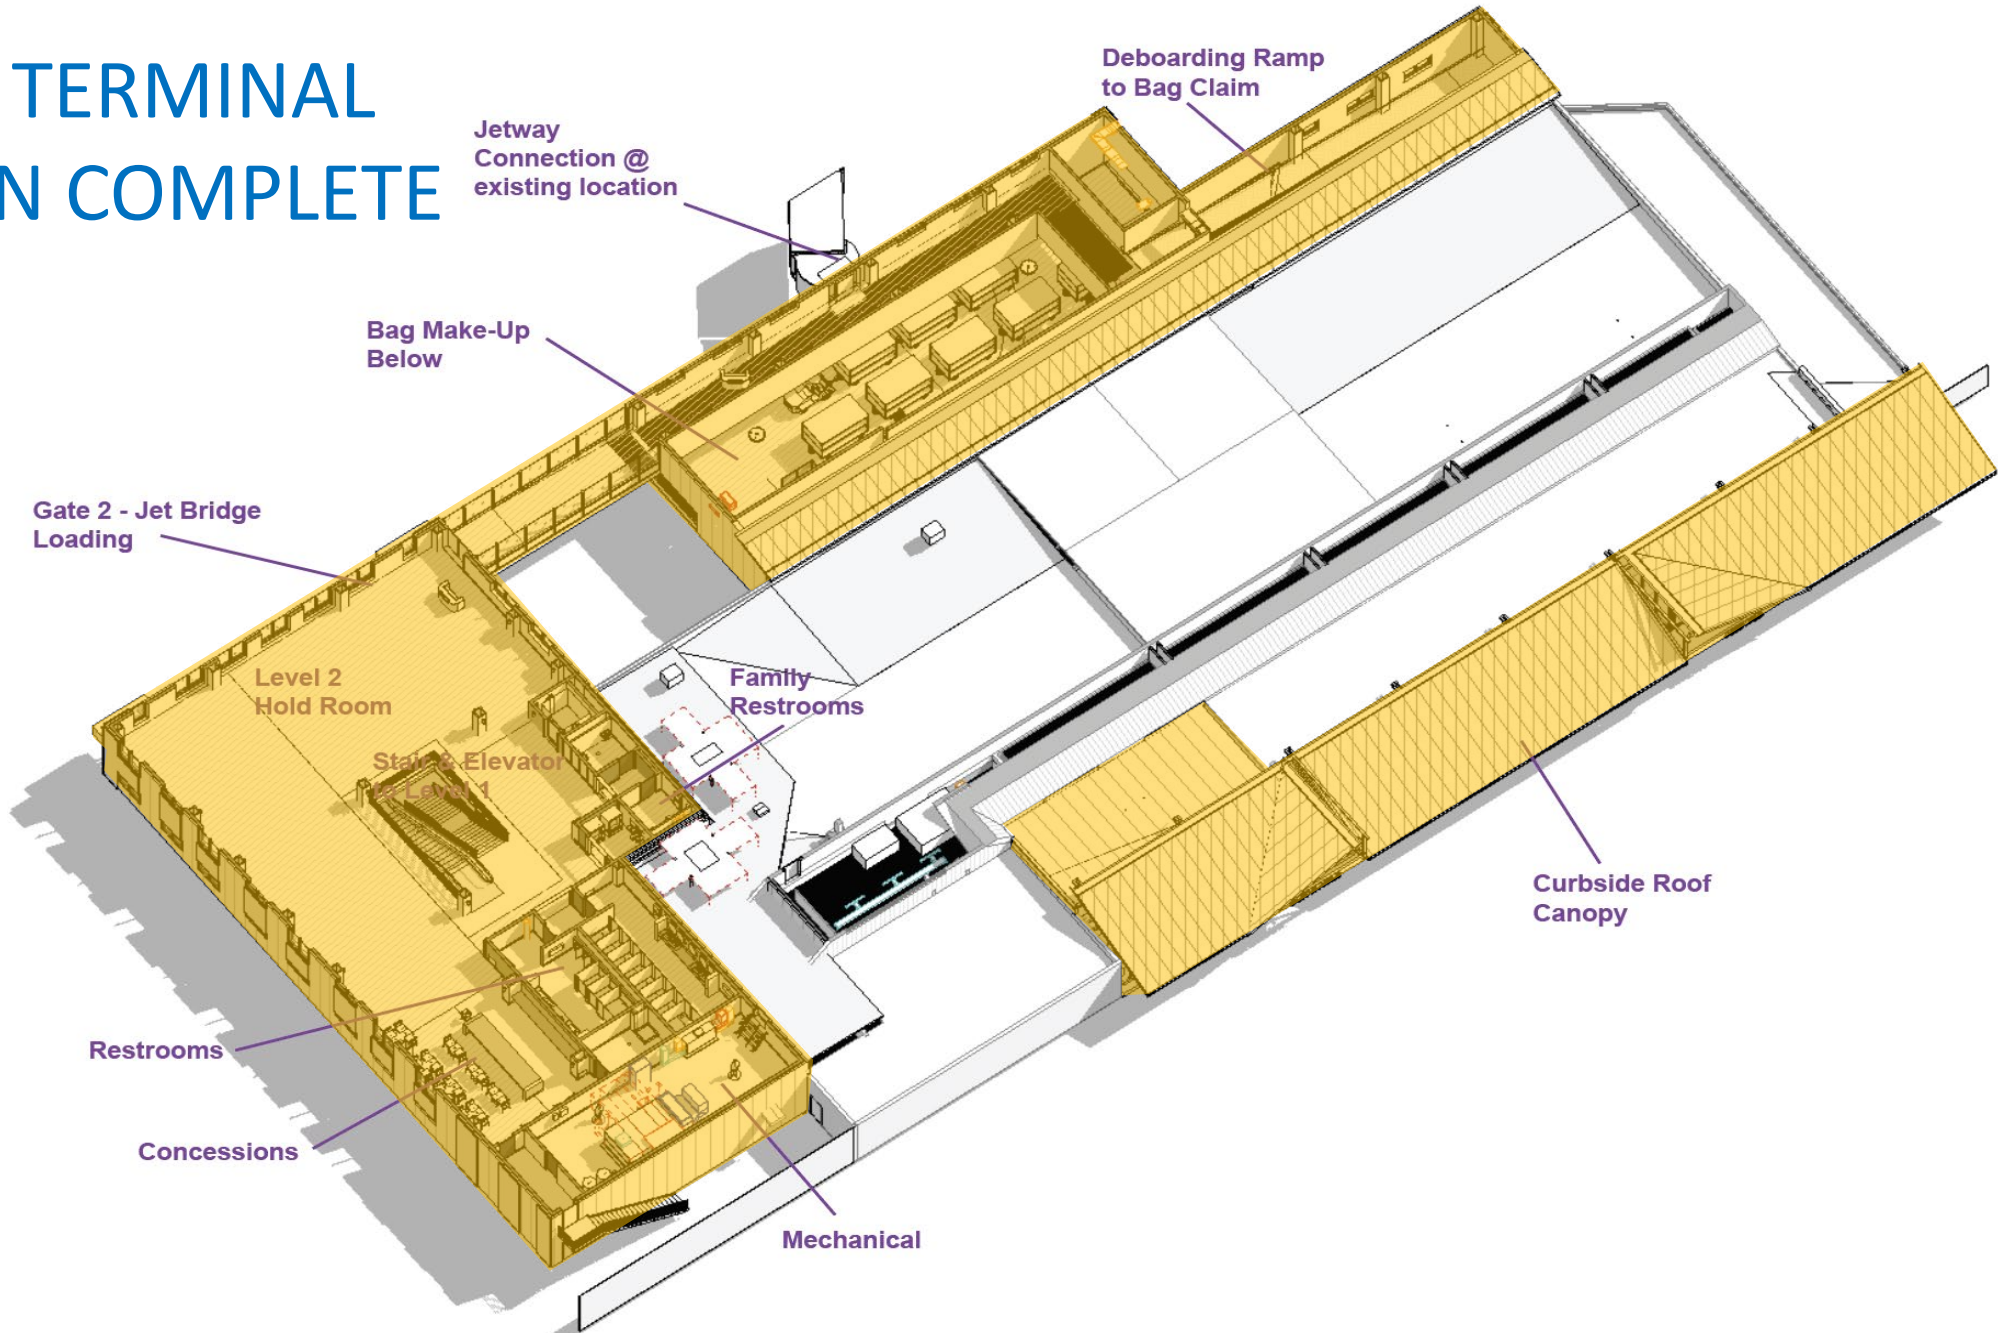 TERMINAL
N COMPLETE
Deboarding Ramp
to Bag Claim
Jetway
Connection @
existing location
Bag Make-Up
Below
Gate 2 - Jet Bridge
Loading
Level 2
Hold Room
Family
Restrooms
Stair & Elevator
to Level 1
Curbside Roof
Canopy
Restrooms
Concessions
Mechanical